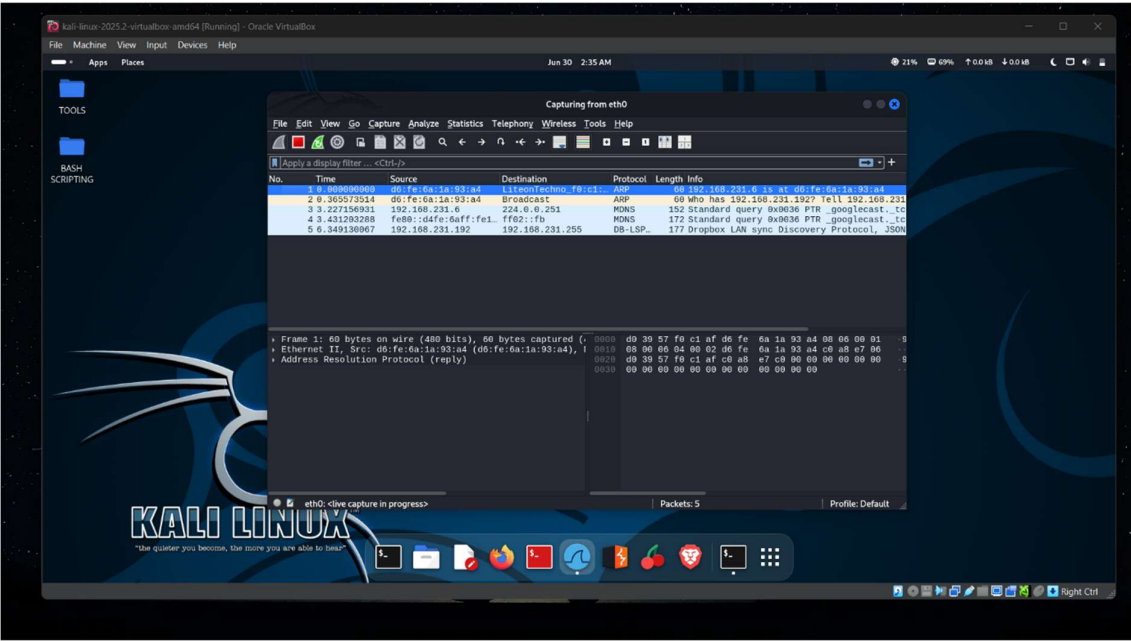 kali-linux-2025.2-virtualbox-amd64 [Running] - Oracle VirtualBox
File Machine View Input Devices Help
Apps Places Jun 30 2:35 AM 21% 69% ↑0.0 kB ↓0.0 kB
TOOLS
BASH
SCRIPTING
Capturing from eth0
File Edit View Go Capture Analyze Statistics Telephony Wireless Tools Help
Apply a display filter ... <Ctrl-/>
No. Time Source Destination Protocol Length Info
1 0.000000000 d6:fe:6a:1a:93:a4 LiteonTechno_f0:c1:… ARP 60 192.168.231.6 is at d6:fe:6a:1a:93:a4
2 0.365573514 d6:fe:6a:1a:93:a4 Broadcast ARP 60 Who has 192.168.231.192? Tell 192.168.231
3 3.227156931 192.168.231.6 224.0.0.251 MDNS 152 Standard query 0x0036 PTR _googlecast._tc
4 3.431203288 fe80::d4fe:6aff:fe1… ff02::fb MDNS 172 Standard query 0x0036 PTR _googlecast._tc
5 6.349130067 192.168.231.192 192.168.231.255 DB-LSP… 177 Dropbox LAN sync Discovery Protocol, JSON
Frame 1: 60 bytes on wire (480 bits), 60 bytes captured (
Ethernet II, Src: d6:fe:6a:1a:93:a4 (d6:fe:6a:1a:93:a4),
Address Resolution Protocol (reply)
0000 d0 39 57 f0 c1 af d6 fe 6a 1a 93 a4 08 06 00 01
0010 08 00 06 04 00 02 d6 fe 6a 1a 93 a4 c0 a8 e7 06
0020 d0 39 57 f0 c1 af c0 a8 e7 c0 00 00 00 00 00 00
0030 00 00 00 00 00 00 00 00 00 00 00 00
eth0: <live capture in progress> Packets: 5 Profile: Default
KALI LINUX
"the quieter you become, the more you are able to hear"
Right Ctrl